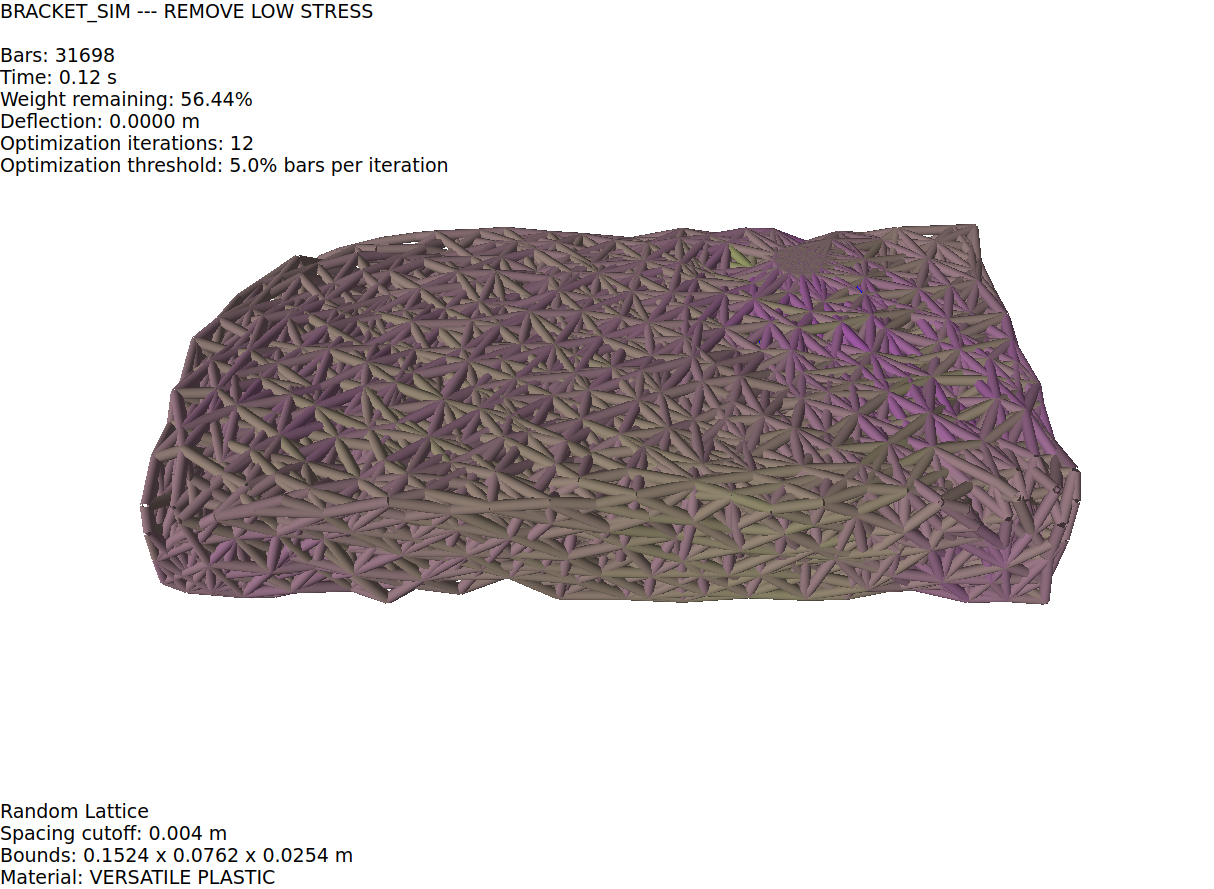 BRACKET_SIM --- REMOVE LOW STRESS
Bars: 31698
Time: 0.12 s
Weight remaining: 56.44%
Deflection: 0.0000 m
Optimization iterations: 12
Optimization threshold: 5.0% bars per iteration
Random Lattice
Spacing cutoff: 0.004 m
Bounds: 0.1524 x 0.0762 x 0.0254 m
Material: VERSATILE PLASTIC